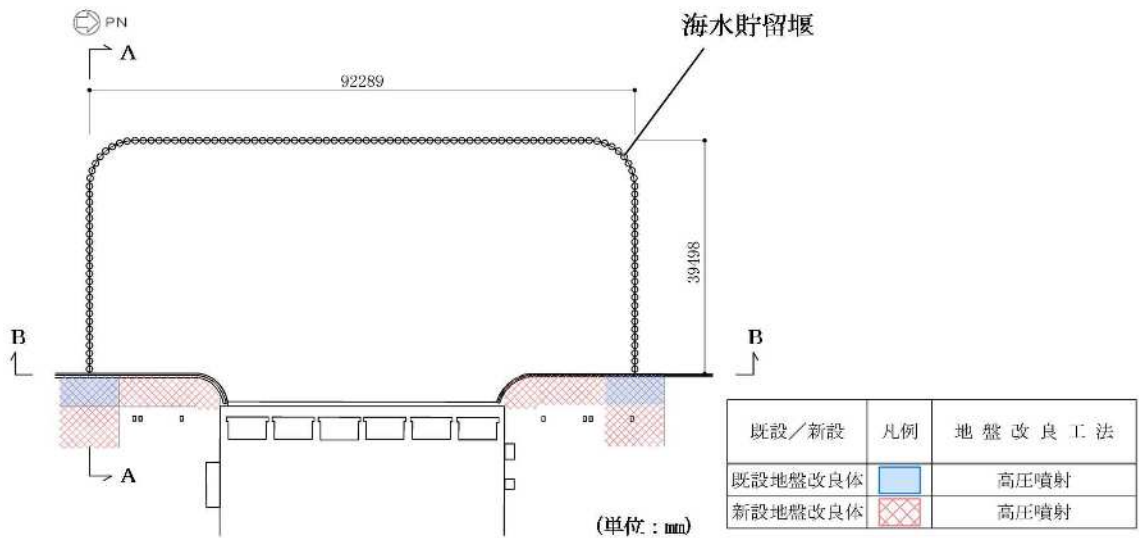 PN
A
海水貯留堰
92289
39498
B
B
A
(単位：mm)
既設／新設 凡例 地盤改良工法
既設地盤改良体 高圧噴射
新設地盤改良体 高圧噴射